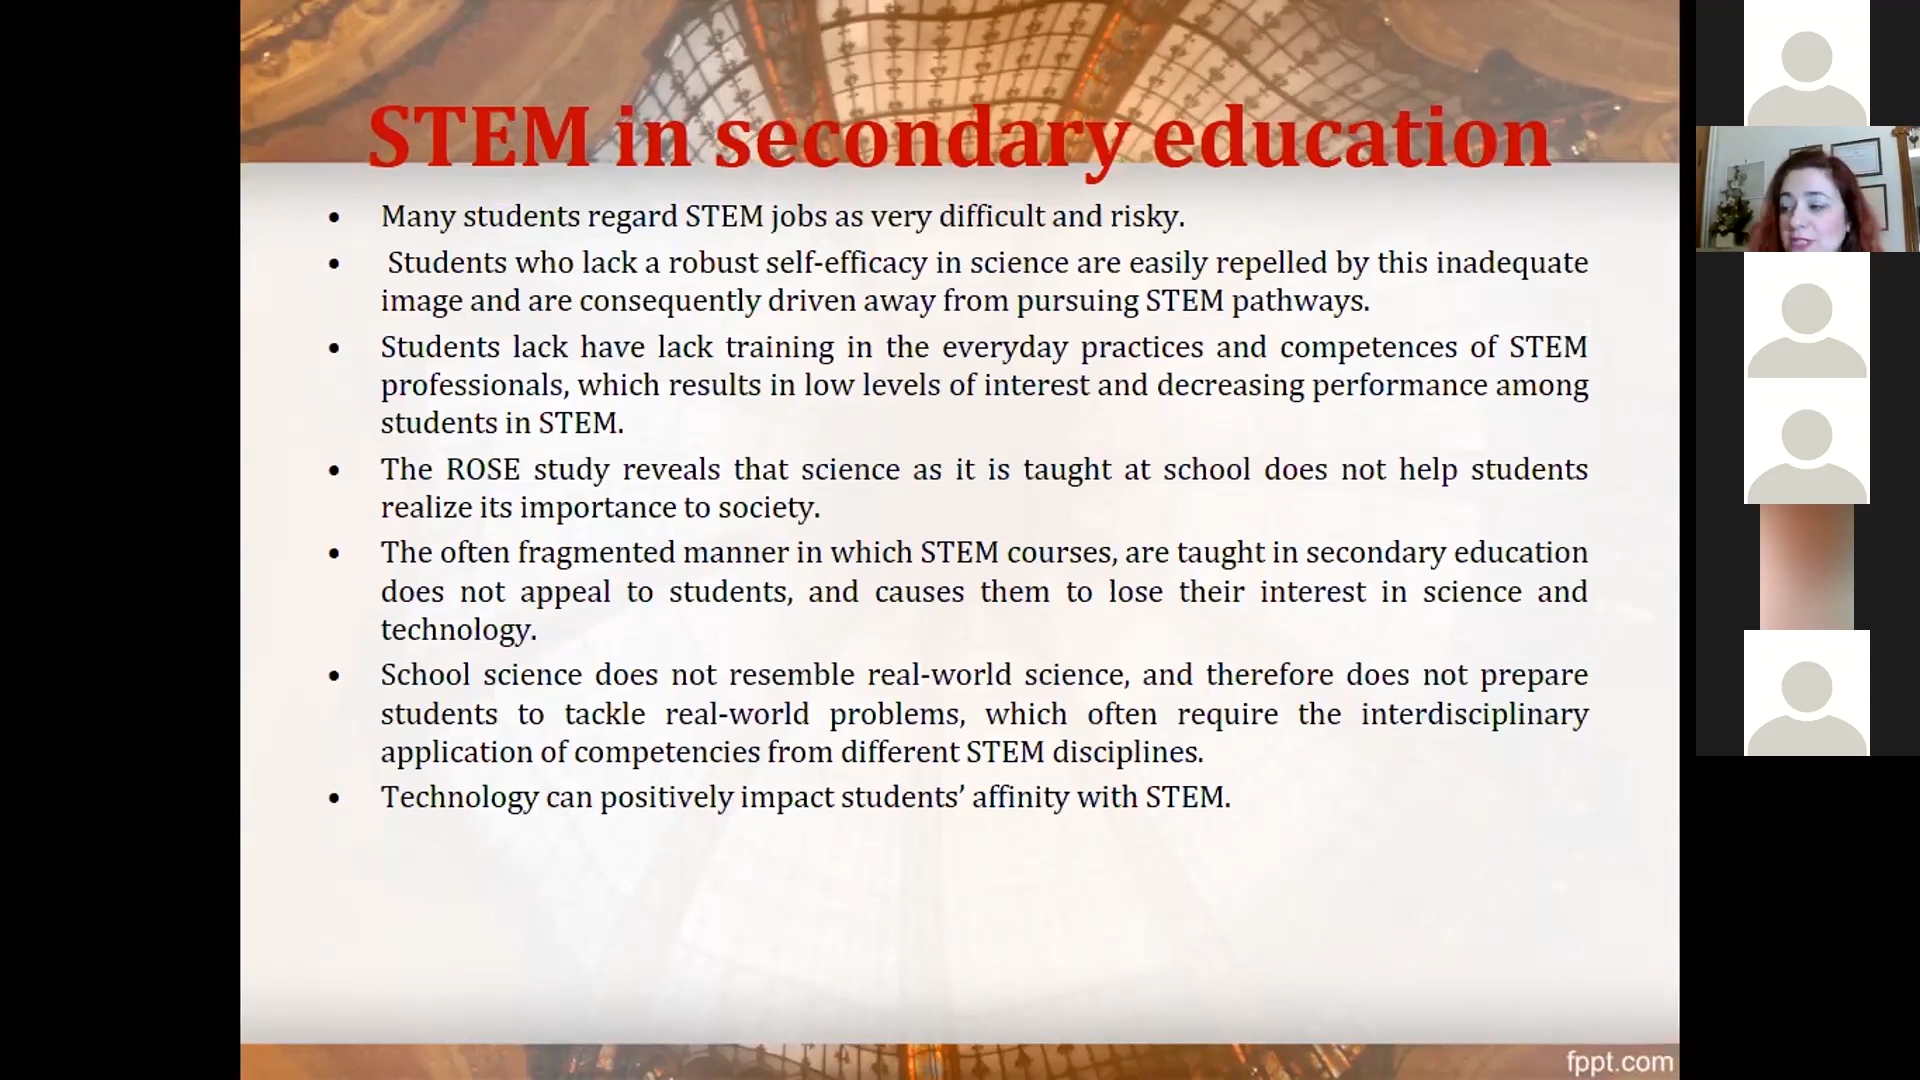 STEM in secondary education
• Many students regard STEM jobs as very difficult and risky.
• Students who lack a robust self-efficacy in science are easily repelled by this inadequate
image and are consequently driven away from pursuing STEM pathways.
• Students lack have lack training in the everyday practices and competences of STEM
professionals, which results in low levels of interest and decreasing performance among
students in STEM.
• The ROSE study reveals that science as it is taught at school does not help students
realize its importance to society.
• The often fragmented manner in which STEM courses, are taught in secondary education
does not appeal to students, and causes them to lose their interest in science and
technology.
• School science does not resemble real-world science, and therefore does not prepare
students to tackle real-world problems, which often require the interdisciplinary
application of competencies from different STEM disciplines.
• Technology can positively impact students’ affinity with STEM.
fppt.com